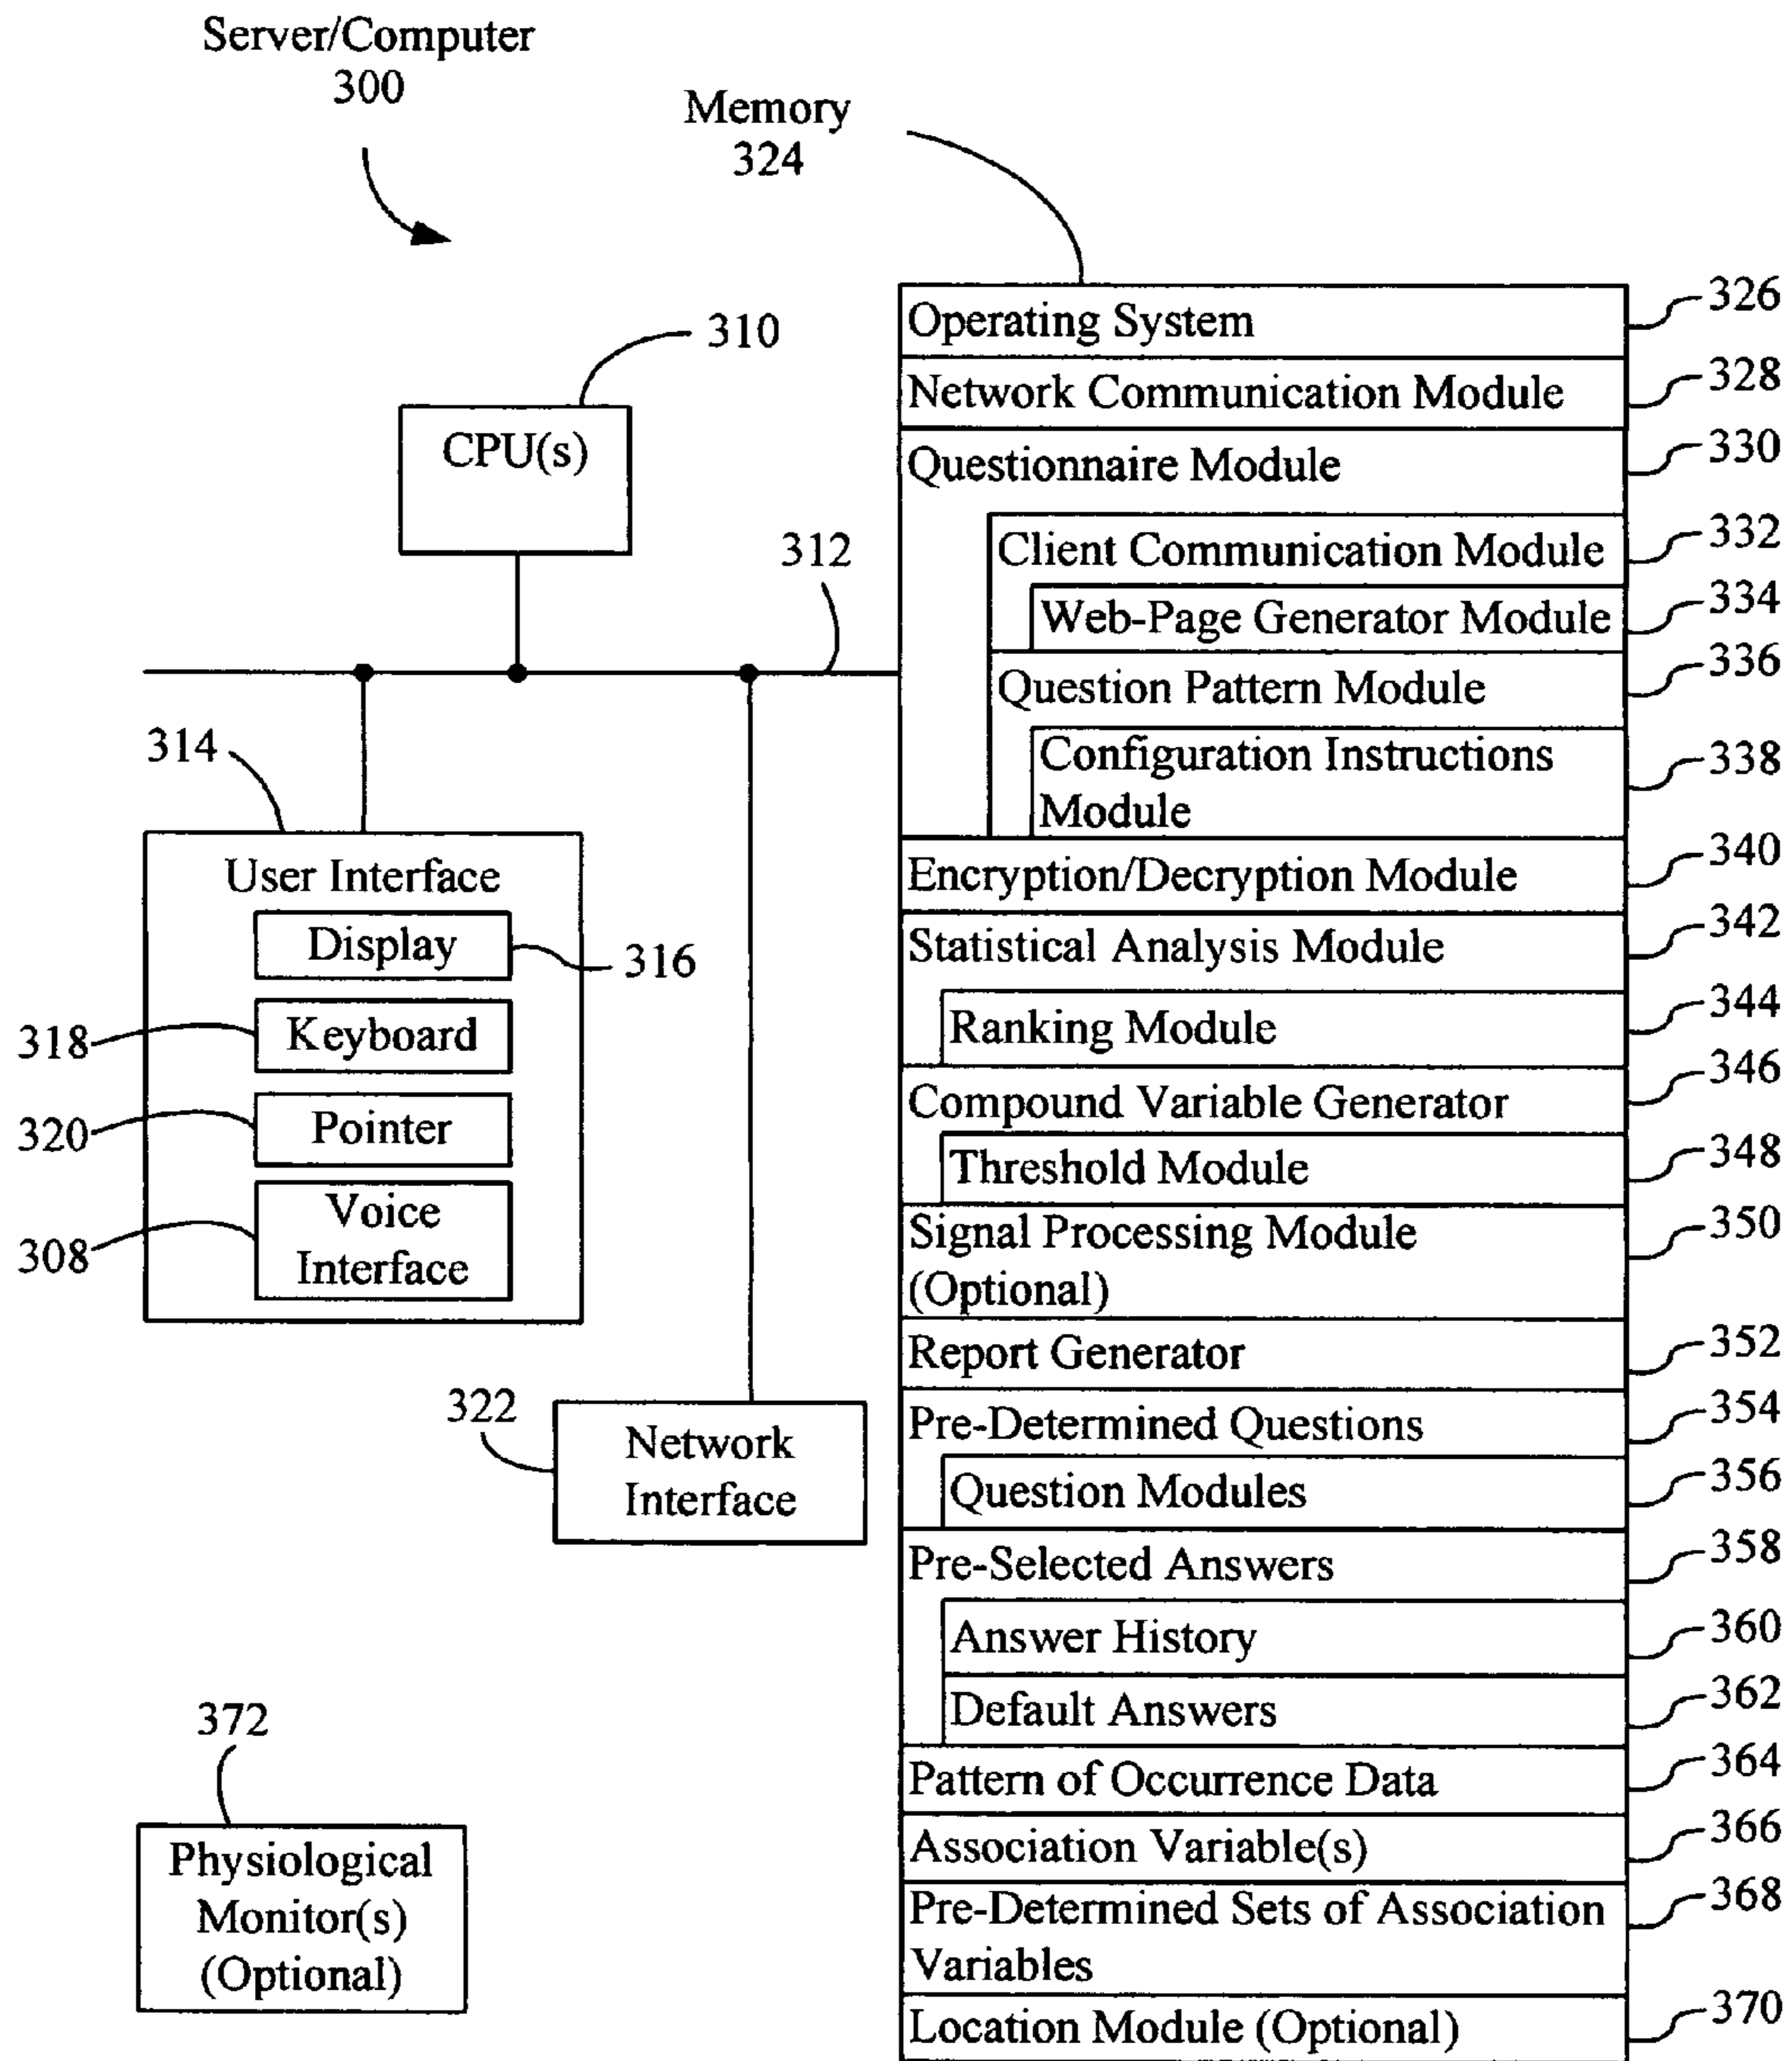 Server/Computer
300
Memory
324
310
CPU(s)
312
314
User Interface
Display
316
318
Keyboard
320
Pointer
308
Voice
Interface
322
Network
Interface
372
Physiological
Monitor(s)
(Optional)
Operating System
326
Network Communication Module
328
Questionnaire Module
330
Client Communication Module
332
Web-Page Generator Module
334
Question Pattern Module
336
Configuration Instructions
Module
338
Encryption/Decryption Module
340
Statistical Analysis Module
342
Ranking Module
344
Compound Variable Generator
346
Threshold Module
348
Signal Processing Module
(Optional)
350
Report Generator
352
Pre-Determined Questions
354
Question Modules
356
Pre-Selected Answers
358
Answer History
360
Default Answers
362
Pattern of Occurrence Data
364
Association Variable(s)
366
Pre-Determined Sets of Association
Variables
368
Location Module (Optional)
370